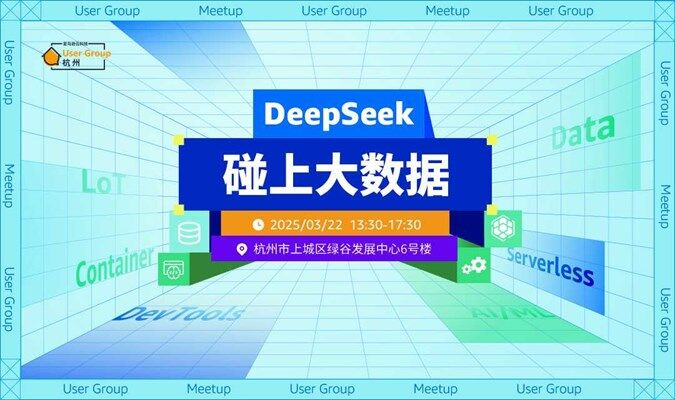 User Group Meetup User Group Meetup User Group
User Group Meetup User Group
亚马逊云科技
User Group
杭州
DeepSeek
碰上大数据
2025/03/22 13:30-17:30
杭州市上城区绿谷发展中心6号楼
LoT
Container
DevTools
Data
Serverless
AI/ML
User Group Meetup User Group
User Group Meetup User Group Meetup User Group